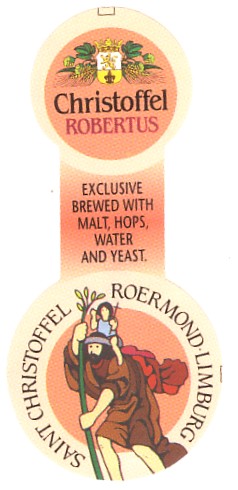 Christoffel
ROBERTUS
EXCLUSIVE
BREWED WITH
MALT, HOPS,
WATER
AND YEAST.
SAINT CHRISTOFFEL
ROERMOND-LIMBURG